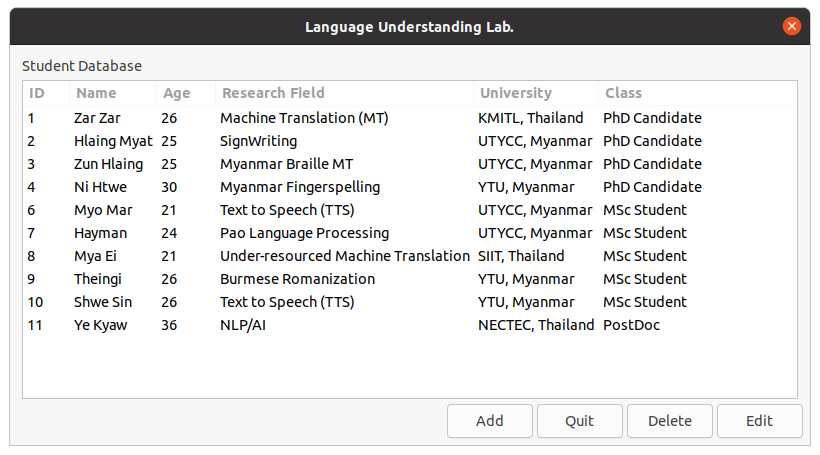 Language Understanding Lab.
Student Database
ID Name Age Research Field University Class
1 Zar Zar 26 Machine Translation (MT) KMITL, Thailand PhD Candidate
2 Hlaing Myat 25 SignWriting UTYCC, Myanmar PhD Candidate
3 Zun Hlaing 25 Myanmar Braille MT UTYCC, Myanmar PhD Candidate
4 Ni Htwe 30 Myanmar Fingerspelling YTU, Myanmar PhD Candidate
6 Myo Mar 21 Text to Speech (TTS) UTYCC, Myanmar MSc Student
7 Hayman 24 Pao Language Processing UTYCC, Myanmar MSc Student
8 Mya Ei 21 Under-resourced Machine Translation SIIT, Thailand MSc Student
9 Theingi 26 Burmese Romanization YTU, Myanmar MSc Student
10 Shwe Sin 26 Text to Speech (TTS) YTU, Myanmar MSc Student
11 Ye Kyaw 36 NLP/AI NECTEC, Thailand PostDoc
Add Quit Delete Edit